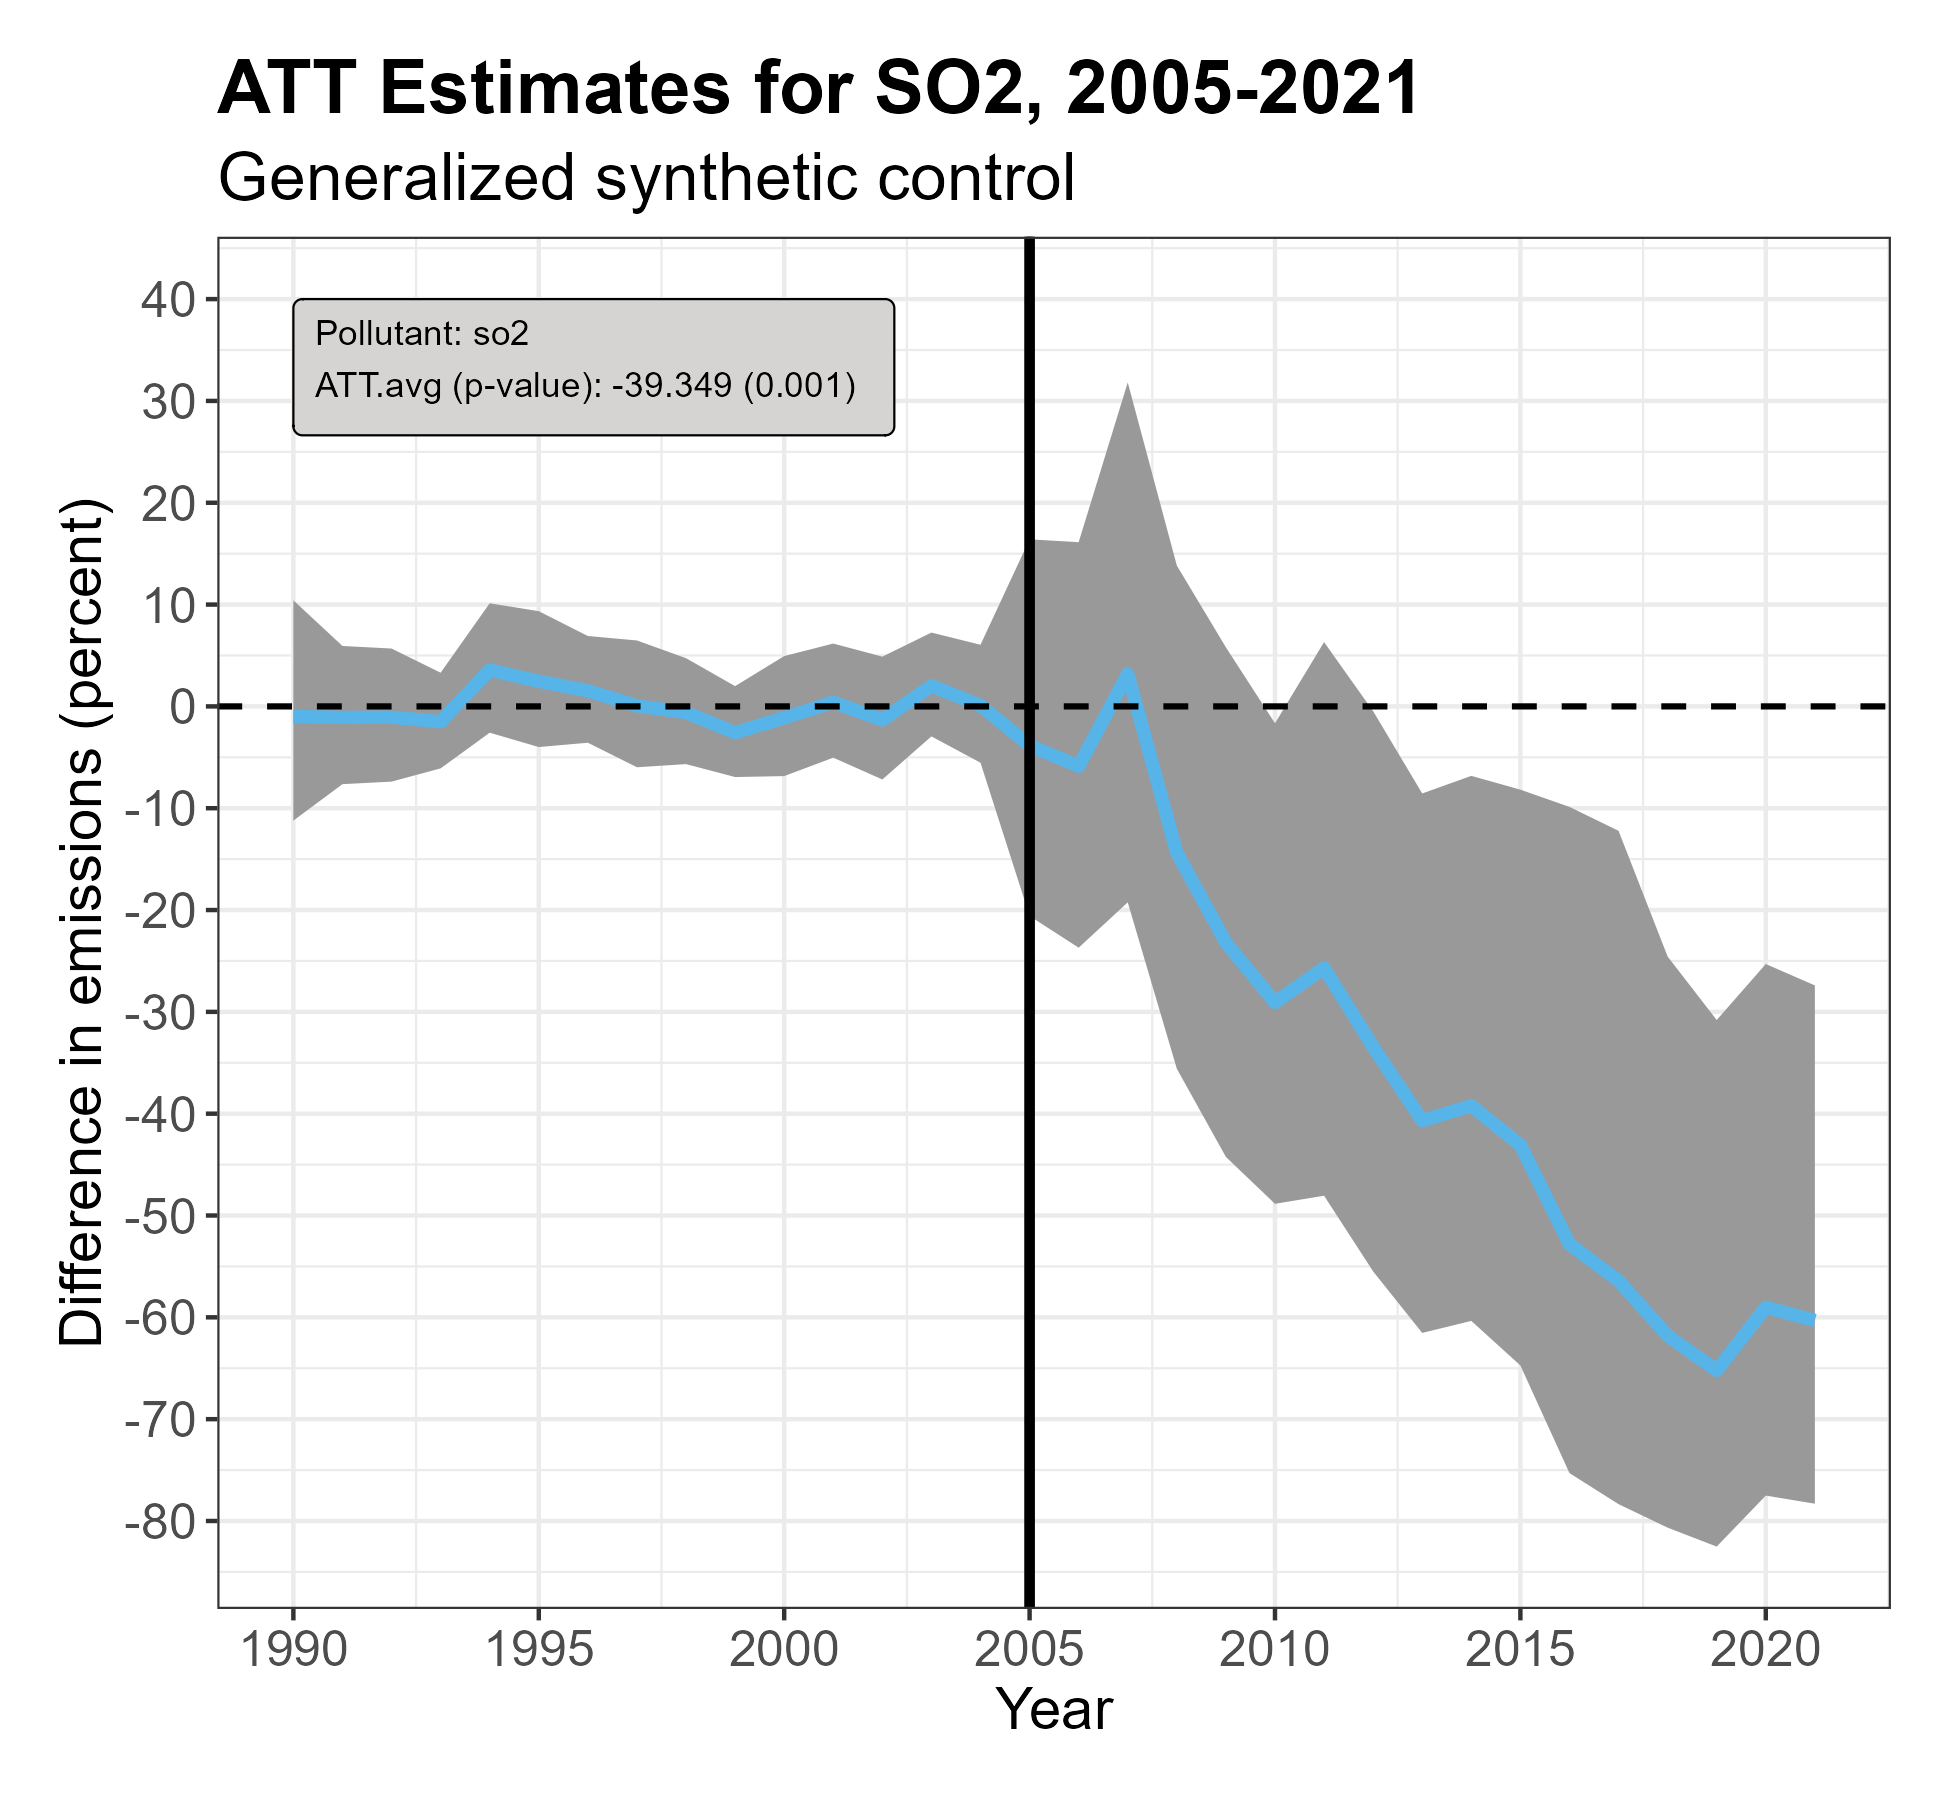 ATT Estimates for SO2, 2005-2021
Generalized synthetic control
Difference in emissions (percent)
40
30
20
10
0
-10
-20
-30
-40
-50
-60
-70
-80
Pollutant: so2
ATT.avg (p-value): -39.349 (0.001)
1990 1995 2000 2005 2010 2015 2020
Year